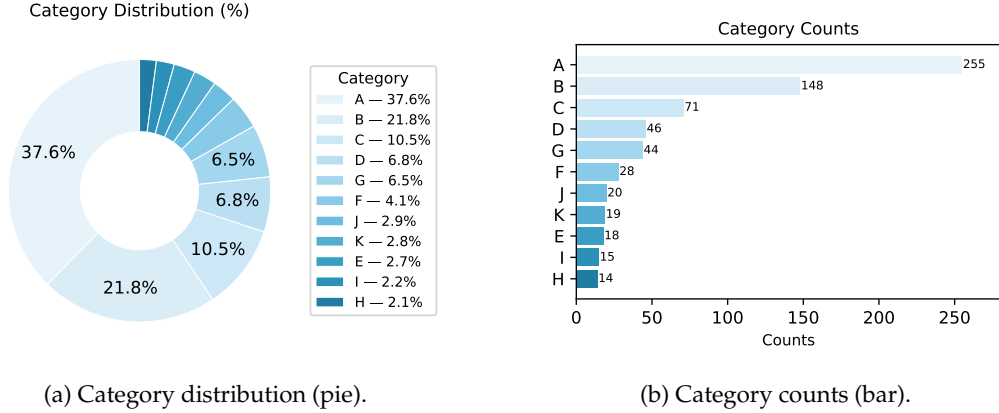 Category Distribution (%)
37.6%
21.8%
10.5%
6.8%
6.5%
Category
A — 37.6%
B — 21.8%
C — 10.5%
D — 6.8%
G — 6.5%
F — 4.1%
J — 2.9%
K — 2.8%
E — 2.7%
I — 2.2%
H — 2.1%
(a) Category distribution (pie).
Category Counts
A 255
B 148
C 71
D 46
G 44
F 28
J 20
K 19
E 18
I 15
H 14
0 50 100 150 200 250
Counts
(b) Category counts (bar).